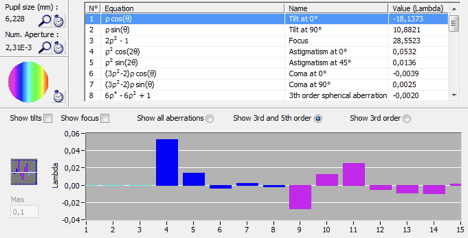 Pupil size (mm) :
6,228
Num. Aperture :
2,31E-3
N° Equation Name Value (Lambda)
1 ρ cos(θ) Tilt at 0° -18,1373
2 ρ sin(θ) Tilt at 90° 10,8821
3 2ρ² - 1 Focus 28,5523
4 ρ² cos(2θ) Astigmatism at 0° 0,0532
5 ρ² sin(2θ) Astigmatism at 45° 0,0136
6 (3ρ²-2)ρ cos(θ) Coma at 0° -0,0039
7 (3ρ²-2)ρ sin(θ) Coma at 90° 0,0025
8 6ρ⁴ - 6ρ² + 1 3th order spherical aberration -0,0020
Show tilts Show focus Show all aberrations Show 3rd and 5th order Show 3rd order
Lambda
0,06
0,04
0,02
0,00
-0,02
-0,04
1 2 3 4 5 6 7 8 9 10 11 12 13 14 15
Max
0,1